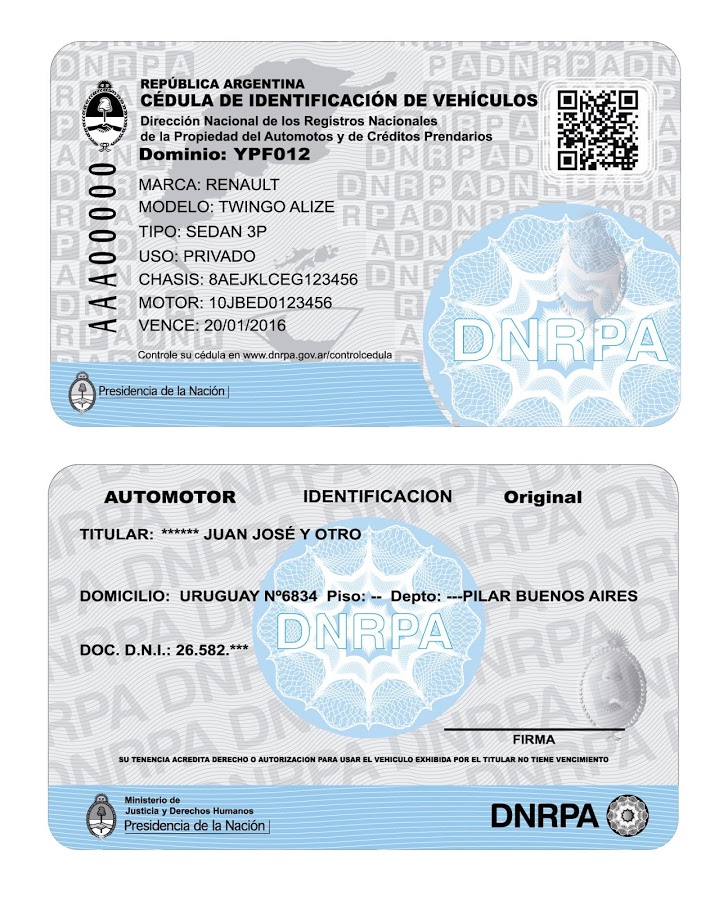 REPÚBLICA ARGENTINA
CÉDULA DE IDENTIFICACIÓN DE VEHÍCULOS
Dirección Nacional de los Registros Nacionales
de la Propiedad del Automotos y de Créditos Prendarios
Dominio: YPF012
MARCA: RENAULT
MODELO: TWINGO ALIZE
TIPO: SEDAN 3P
USO: PRIVADO
CHASIS: 8AEJKLCEG123456
MOTOR: 10JBED0123456
VENCE: 20/01/2016
Controle su cédula en www.dnrpa.gov.ar/controlcedula
AAA00000
DNRPA
Presidencia de la Nación
AUTOMOTOR IDENTIFICACION Original
TITULAR: ****** JUAN JOSÉ Y OTRO
DOMICILIO: URUGUAY Nº6834 Piso: -- Depto: ---PILAR BUENOS AIRES
DNRPA
DOC. D.N.I.: 26.582.***
FIRMA
SU TENENCIA ACREDITA DERECHO O AUTORIZACION PARA USAR EL VEHICULO EXHIBIDA POR EL TITULAR NO TIENE VENCIMIENTO
Ministerio de
Justicia y Derechos Humanos
Presidencia de la Nación
DNRPA